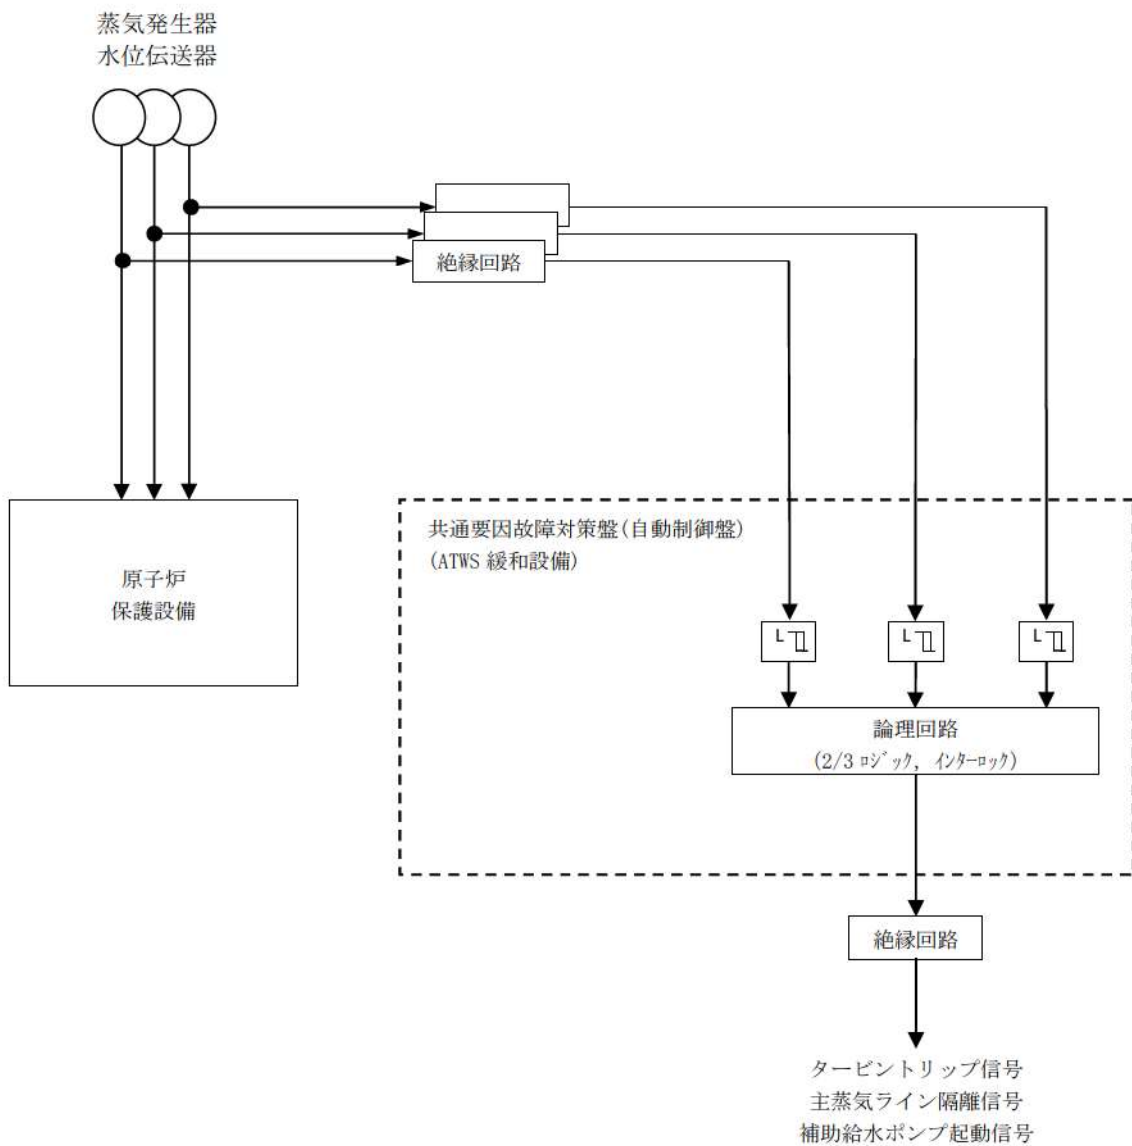 蒸気発生器
水位伝送器
絶縁回路
共通要因故障対策盤(自動制御盤)
(ATWS 緩和設備)
原子炉
保護設備
L
L
L
論理回路
(2/3 ﾛｼﾞｯｸ, ｲﾝﾀｰﾛｯｸ)
絶縁回路
タービントリップ信号
主蒸気ライン隔離信号
補助給水ポンプ起動信号